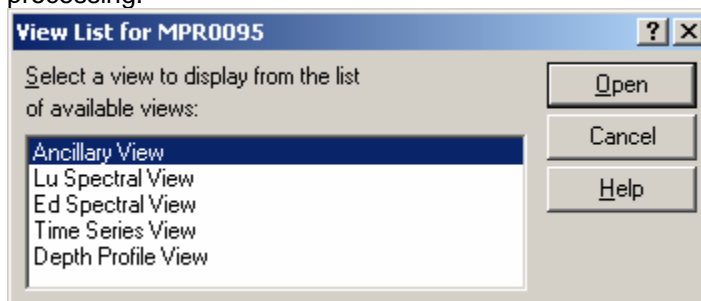 processing.
View List for MPR0095
Select a view to display from the list
of available views:
Open
Cancel
Help
Ancillary View
Lu Spectral View
Ed Spectral View
Time Series View
Depth Profile View